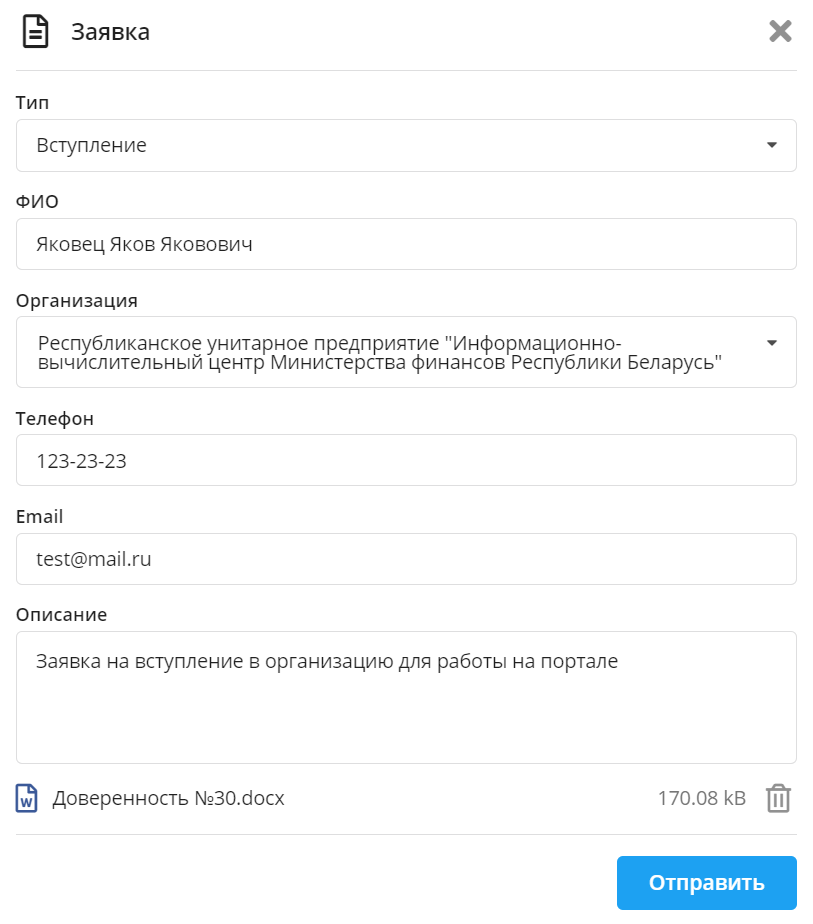 Заявка
Тип
Вступление
ФИО
Яковец Яков Яковович
Организация
Республиканское унитарное предприятие "Информационно-
вычислительный центр Министерства финансов Республики Беларусь"
Телефон
123-23-23
Email
test@mail.ru
Описание
Заявка на вступление в организацию для работы на портале
W Доверенность №30.docx 170.08 kB
Отправить